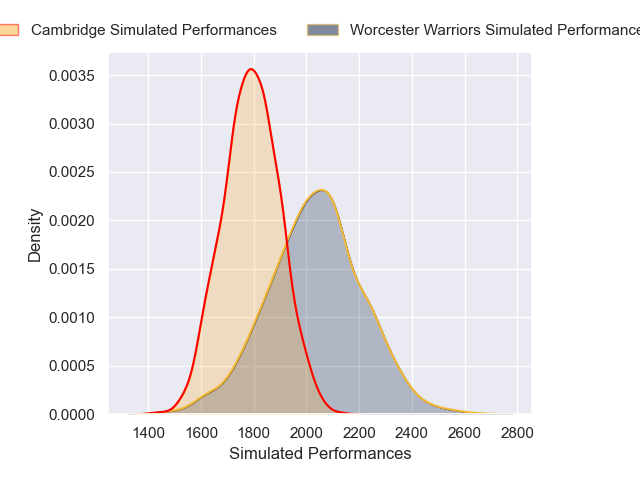 Cambridge Simulated Performances
Worcester Warriors Simulated Performance
0.0035
0.0030
0.0025
0.0020
0.0015
0.0010
0.0005
0.0000
Density
1400 1600 1800 2000 2200 2400 2600 2800
Simulated Performances